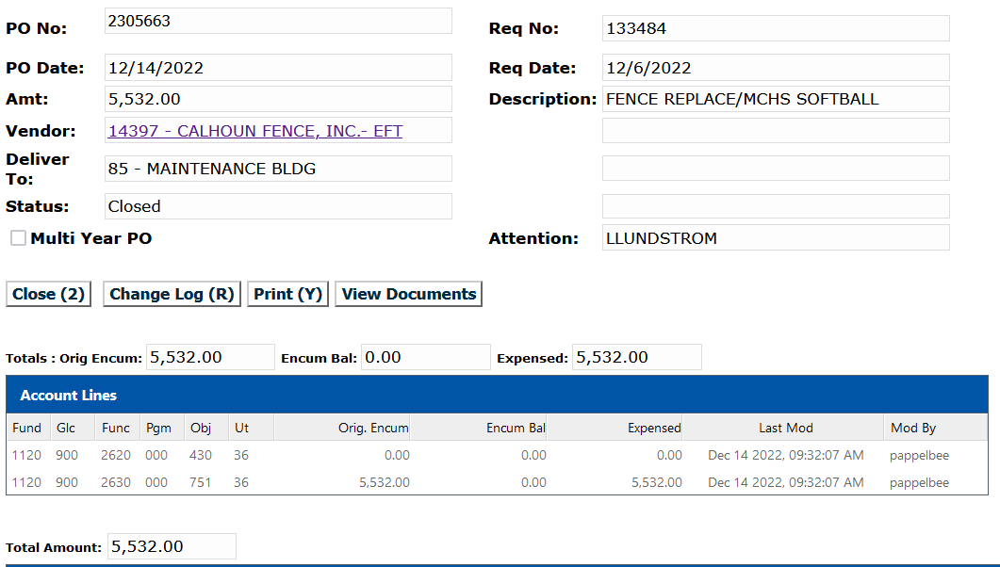 PO No: 2305663 Req No: 133484
PO Date: 12/14/2022 Req Date: 12/6/2022
Amt: 5,532.00 Description: FENCE REPLACE/MCHS SOFTBALL
Vendor: 14397 - CALHOUN FENCE, INC.- EFT
Deliver To: 85 - MAINTENANCE BLDG
Status: Closed
Multi Year PO Attention: LLUNDSTROM
Close (2) Change Log (R) Print (Y) View Documents
Totals : Orig Encum: 5,532.00 Encum Bal: 0.00 Expensed: 5,532.00
Account Lines
Fund Glc Func Pgm Obj Ut Orig. Encum Encum Bal Expensed Last Mod Mod By
1120 900 2620 000 430 36 0.00 0.00 0.00 Dec 14 2022, 09:32:07 AM pappelbee
1120 900 2630 000 751 36 5,532.00 0.00 5,532.00 Dec 14 2022, 09:32:07 AM pappelbee
Total Amount: 5,532.00